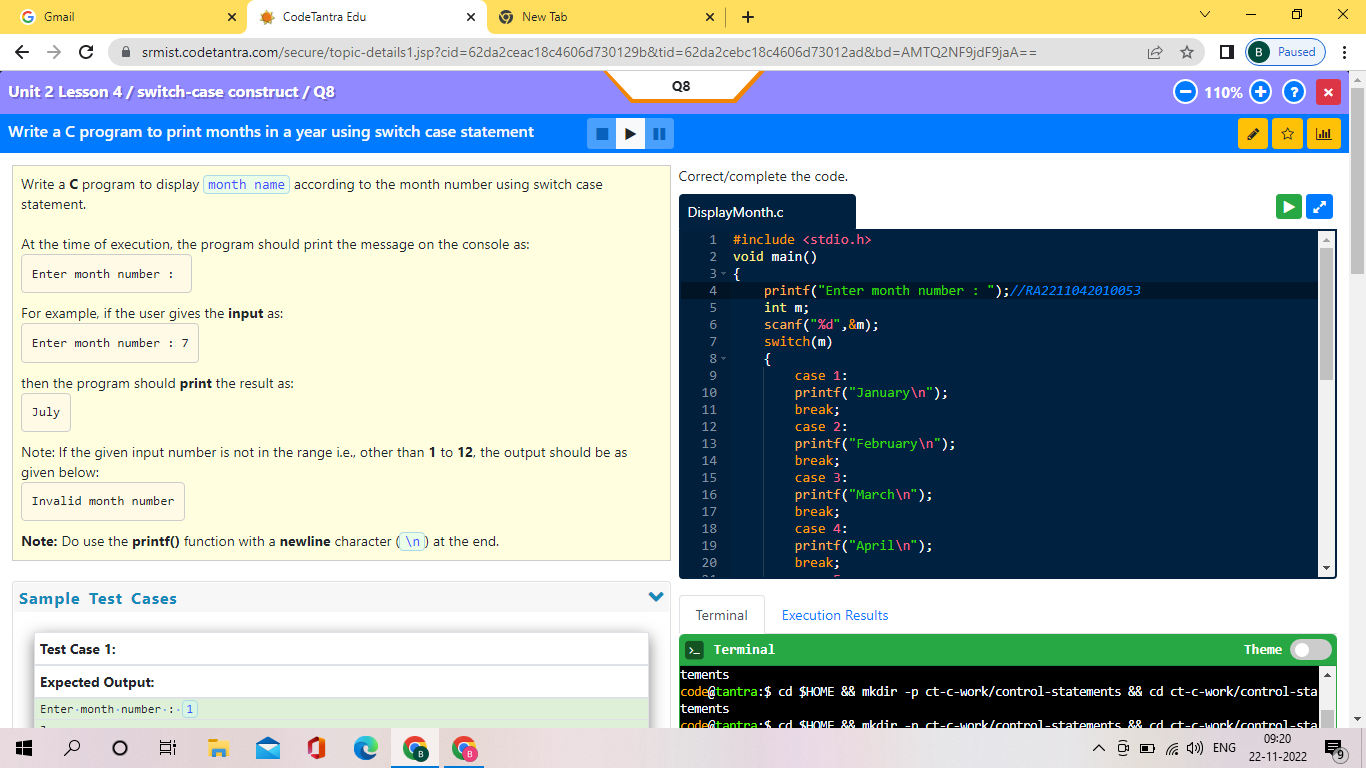 Gmail
CodeTantra Edu
New Tab
srmist.codetantra.com/secure/topic-details1.jsp?cid=62da2ceac18c4606d730129b&tid=62da2cebc18c4606d73012ad&bd=AMTQ2NF9jdF9jaA==
B Paused
Unit 2 Lesson 4 / switch-case construct / Q8
Q8
110%
Write a C program to print months in a year using switch case statement
Write a C program to display month name according to the month number using switch case
statement.
At the time of execution, the program should print the message on the console as:
Enter month number :
For example, if the user gives the input as:
Enter month number : 7
then the program should print the result as:
July
Note: If the given input number is not in the range i.e., other than 1 to 12, the output should be as
given below:
Invalid month number
Note: Do use the printf() function with a newline character ( \n ) at the end.
Sample Test Cases
Test Case 1:
Expected Output:
Enter·month·number·:· 1
Correct/complete the code.
DisplayMonth.c
1 #include <stdio.h>
2 void main()
3 {
4 printf("Enter month number : ");//RA2211042010053
5 int m;
6 scanf("%d",&m);
7 switch(m)
8 {
9 case 1:
10 printf("January\n");
11 break;
12 case 2:
13 printf("February\n");
14 break;
15 case 3:
16 printf("March\n");
17 break;
18 case 4:
19 printf("April\n");
20 break;
Terminal
Execution Results
Terminal
Theme
tements
code@tantra:$ cd $HOME && mkdir -p ct-c-work/control-statements && cd ct-c-work/control-sta
tements
code@tantra:$ cd $HOME && mkdir -p ct-c-work/control-statements && cd ct-c-work/control-sta
ENG
09:20
22-11-2022
9